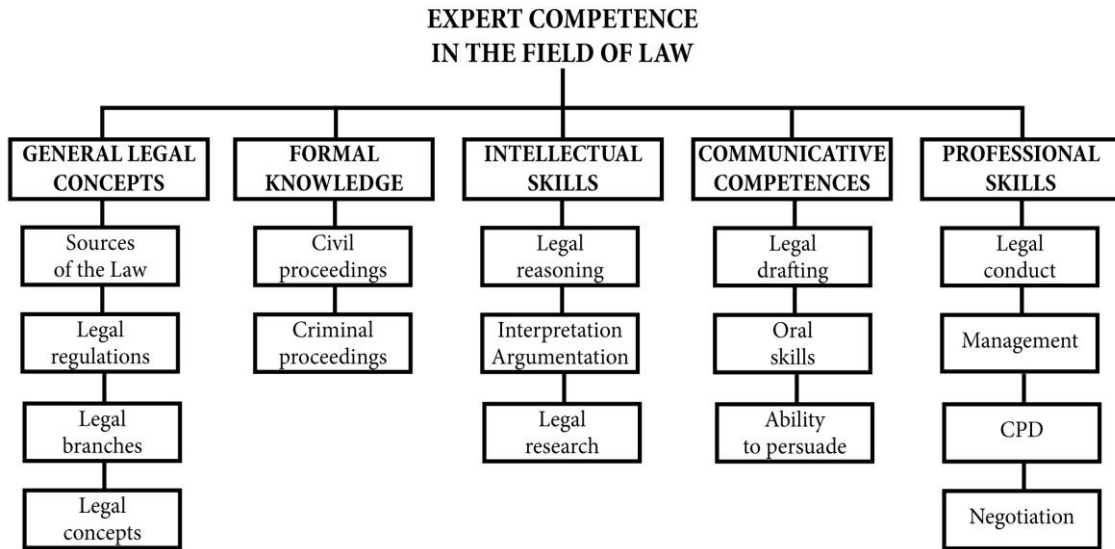 EXPERT COMPETENCE
IN THE FIELD OF LAW
GENERAL LEGAL
CONCEPTS
Sources
of the Law
Legal
regulations
Legal
branches
Legal
concepts
FORMAL
KNOWLEDGE
Civil
proceedings
Criminal
proceedings
INTELLECTUAL
SKILLS
Legal
reasoning
Interpretation
Argumentation
Legal
research
COMMUNICATIVE
COMPETENCES
Legal
drafting
Oral
skills
Ability
to persuade
PROFESSIONAL
SKILLS
Legal
conduct
Management
CPD
Negotiation